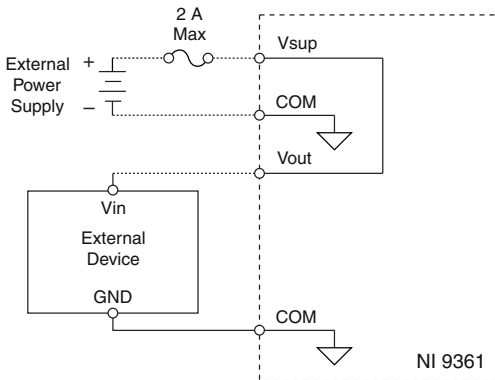 2 A
Max
Vsup
External
Power
Supply
+
–
COM
Vout
Vin
External
Device
GND
COM
NI 9361